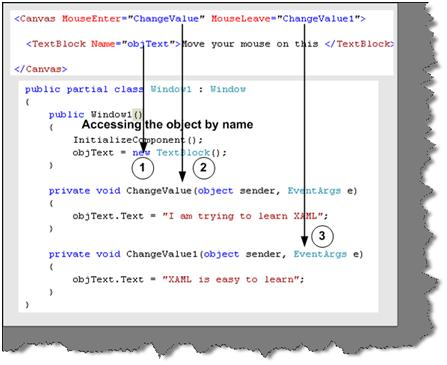 <Canvas MouseEnter="ChangeValue" MouseLeave="ChangeValue1">
<TextBlock Name="objText">Move your mouse on this </TextBlock>
</Canvas>
public partial class Window1 : Window
{
public Window1()
Accessing the object by name
{
InitializeComponent();
objText = new TextBlock();
}
1
2
private void ChangeValue(object sender, EventArgs e)
{
objText.Text = "I am trying to learn XAML";
}
3
private void ChangeValue1(object sender, EventArgs e)
{
objText.Text = "XAML is easy to learn";
}
}